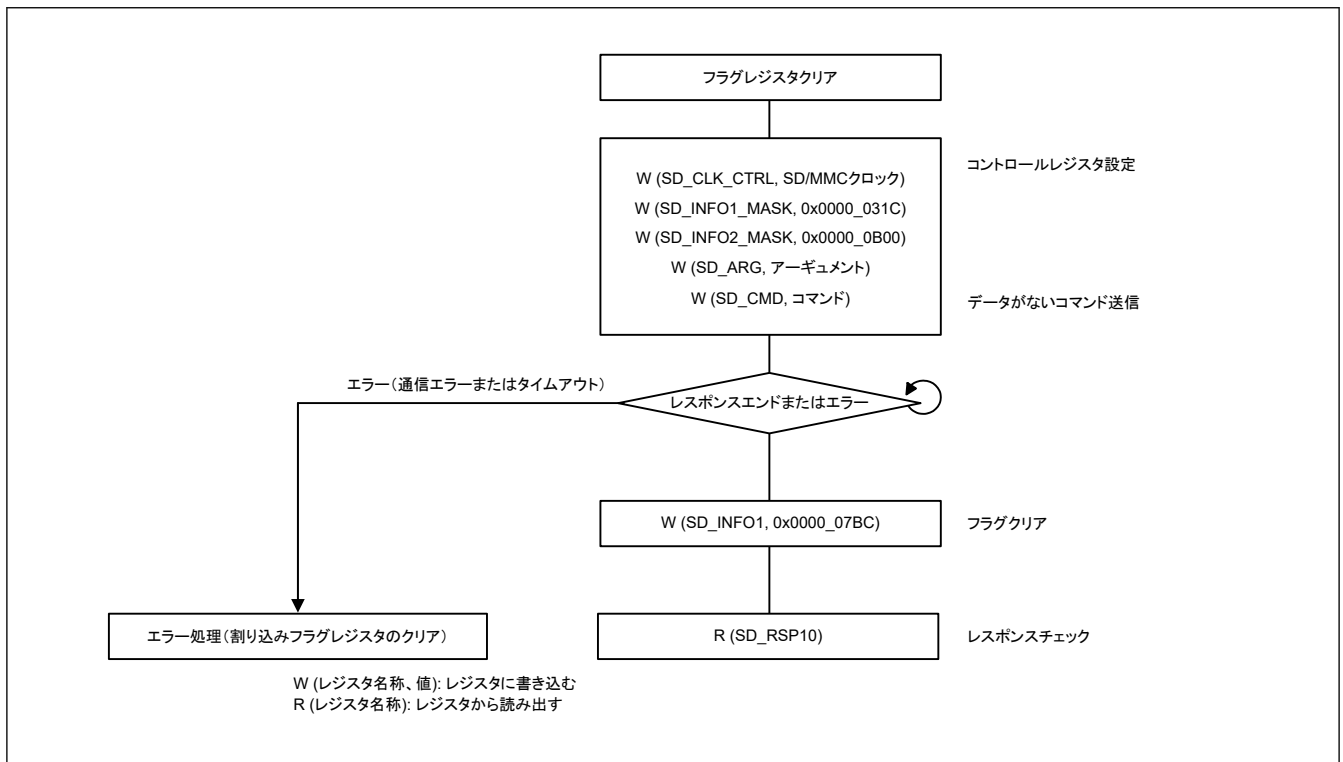 フラグレジスタクリア
W (SD_CLK_CTRL, SD/MMCクロック)
コントロールレジスタ設定
W (SD_INFO1_MASK, 0x0000_031C)
W (SD_INFO2_MASK, 0x0000_0B00)
W (SD_ARG, アーギュメント)
W (SD_CMD, コマンド)
データがないコマンド送信
エラー（通信エラーまたはタイムアウト）
レスポンスエンドまたはエラー
W (SD_INFO1, 0x0000_07BC)
フラグクリア
エラー処理（割り込みフラグレジスタのクリア）
R (SD_RSP10)
レスポンスチェック
W (レジスタ名称、値): レジスタに書き込む
R (レジスタ名称): レジスタから読み出す